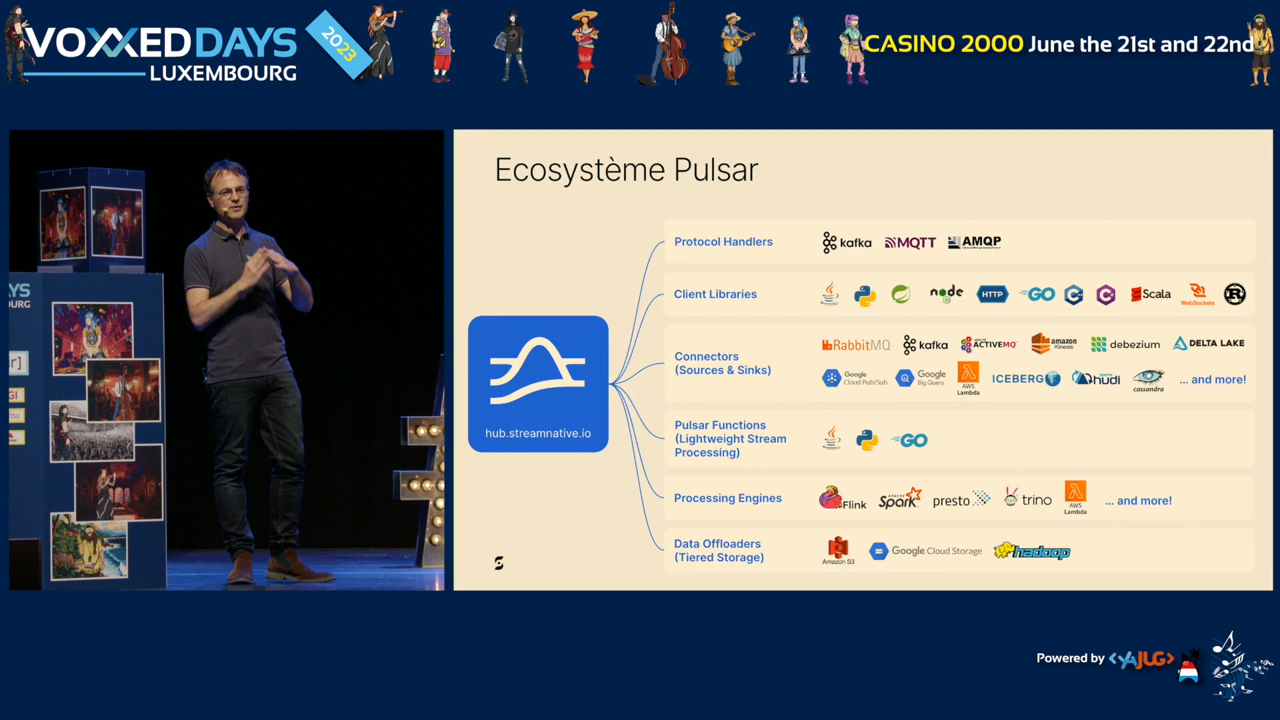 VOXXED DAYS
LUXEMBOURG
2023
CASINO 2000 June the 21st and 22nd
Ecosystème Pulsar
hub.streamnative.io
Protocol Handlers
kafka
MQTT
AMQP
Client Libraries
node
HTTP
GO
Scala
WebSockets
Connectors
(Sources & Sinks)
RabbitMQ
kafka
ACTIVEMQ
amazon
Kinesis
debezium
DELTA LAKE
Google
Cloud Pub/Sub
Google
Big Query
AWS
Lambda
ICEBERG
hudi
cassandra
... and more!
Pulsar Functions
(Lightweight Stream
Processing)
GO
Processing Engines
Flink
APACHE
Spark
presto
trino
AWS
Lambda
... and more!
Data Offloaders
(Tiered Storage)
Amazon S3
Google Cloud Storage
hadoop
Powered by <YAJUG>